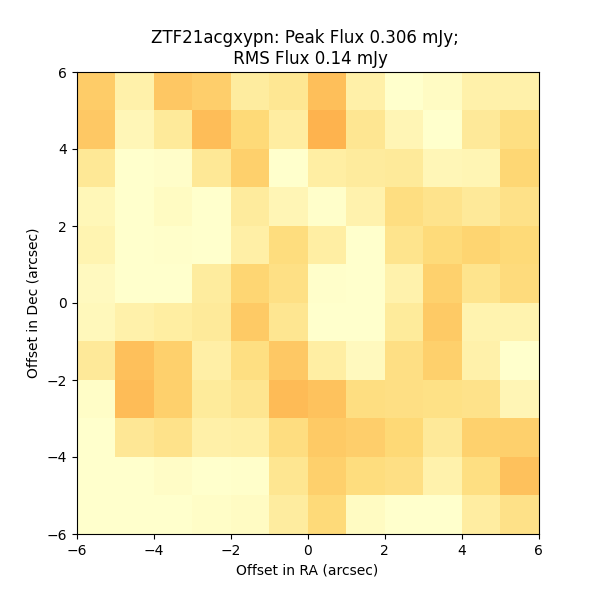 ZTF21acgxypn: Peak Flux 0.306 mJy;
RMS Flux 0.14 mJy
6
4
2
0
−2
−4
−6
Offset in Dec (arcsec)
−6 −4 −2 0 2 4 6
Offset in RA (arcsec)